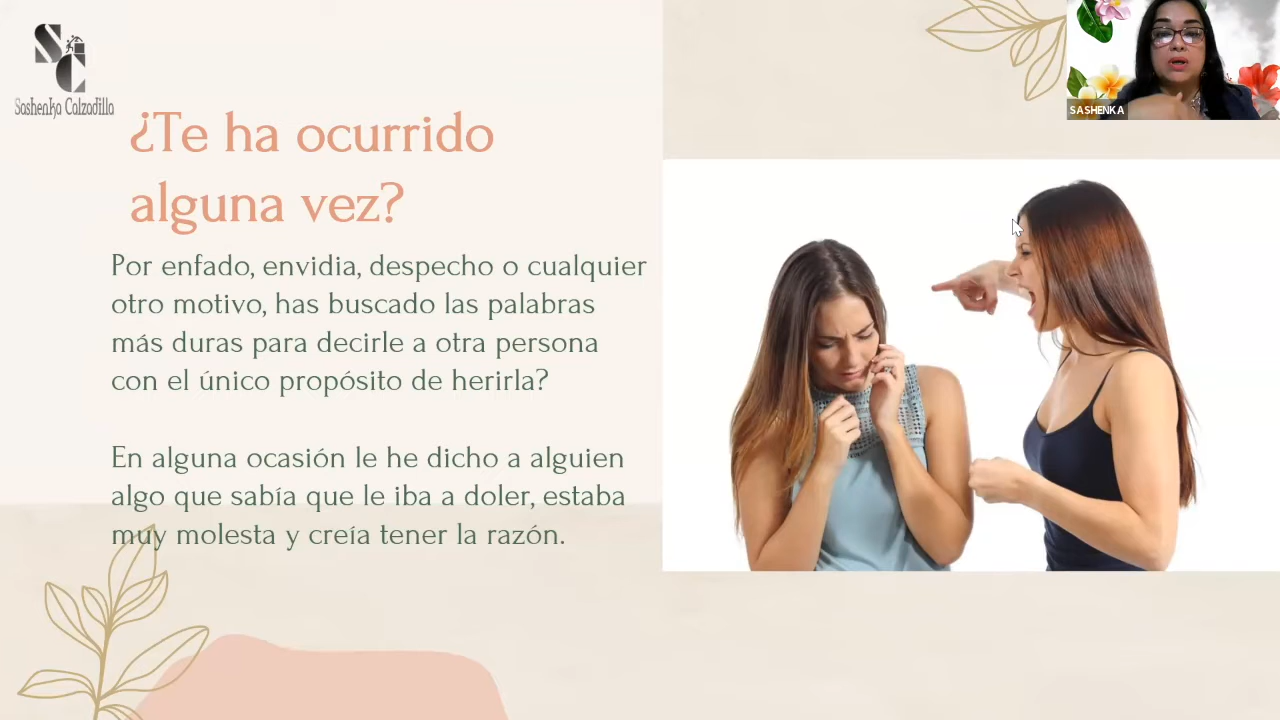 SC
Sashenka Calzadilla
SASHENKA
¿Te ha ocurrido
alguna vez?
Por enfado, envidia, despecho o cualquier
otro motivo, has buscado las palabras
más duras para decirle a otra persona
con el único propósito de herirla?
En alguna ocasión le he dicho a alguien
algo que sabía que le iba a doler, estaba
muy molesta y creía tener la razón.